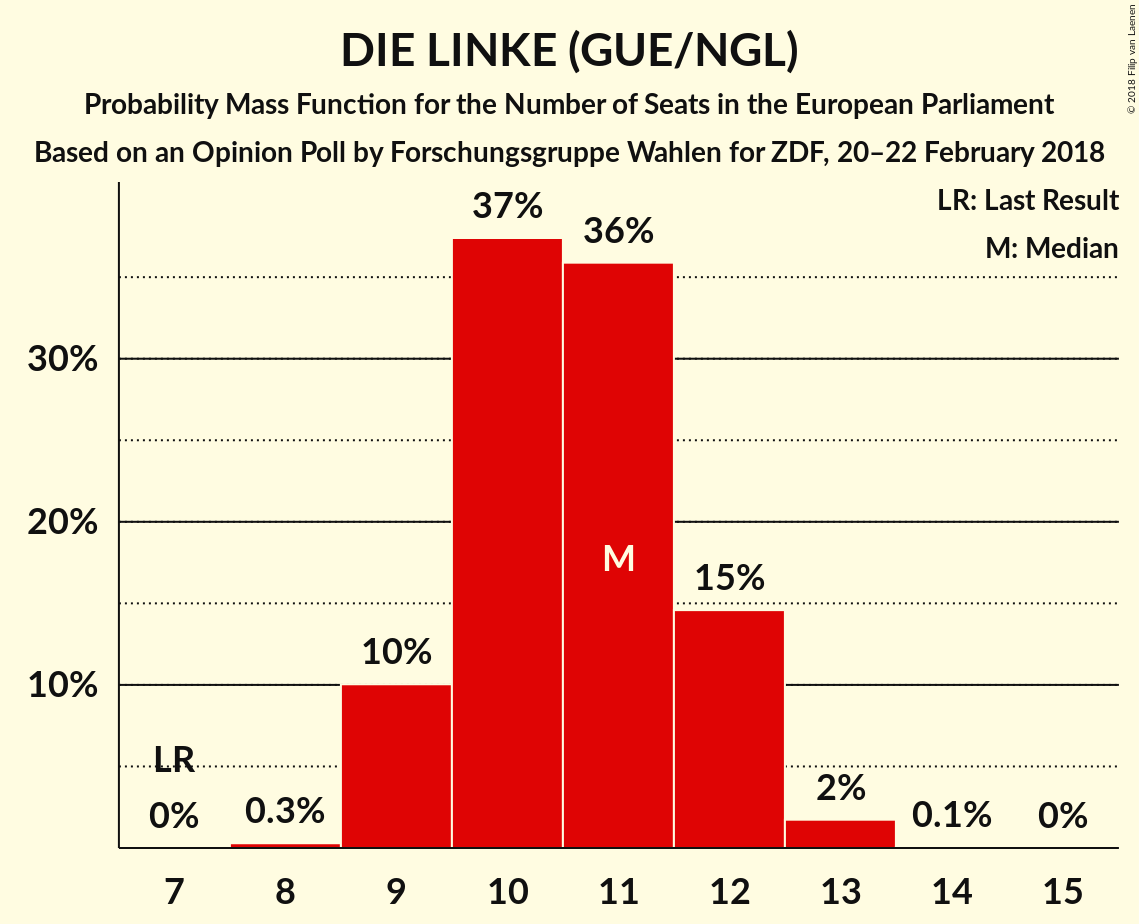 DIE LINKE (GUE/NGL)
Probability Mass Function for the Number of Seats in the European Parliament
Based on an Opinion Poll by Forschungsgruppe Wahlen for ZDF, 20–22 February 2018
© 2018 Filip van Laenen
LR: Last Result
M: Median
37%
36%
30%
20%
M
15%
10%
10%
LR
0%
0.3%
2%
0.1%
0%
7 8 9 10 11 12 13 14 15